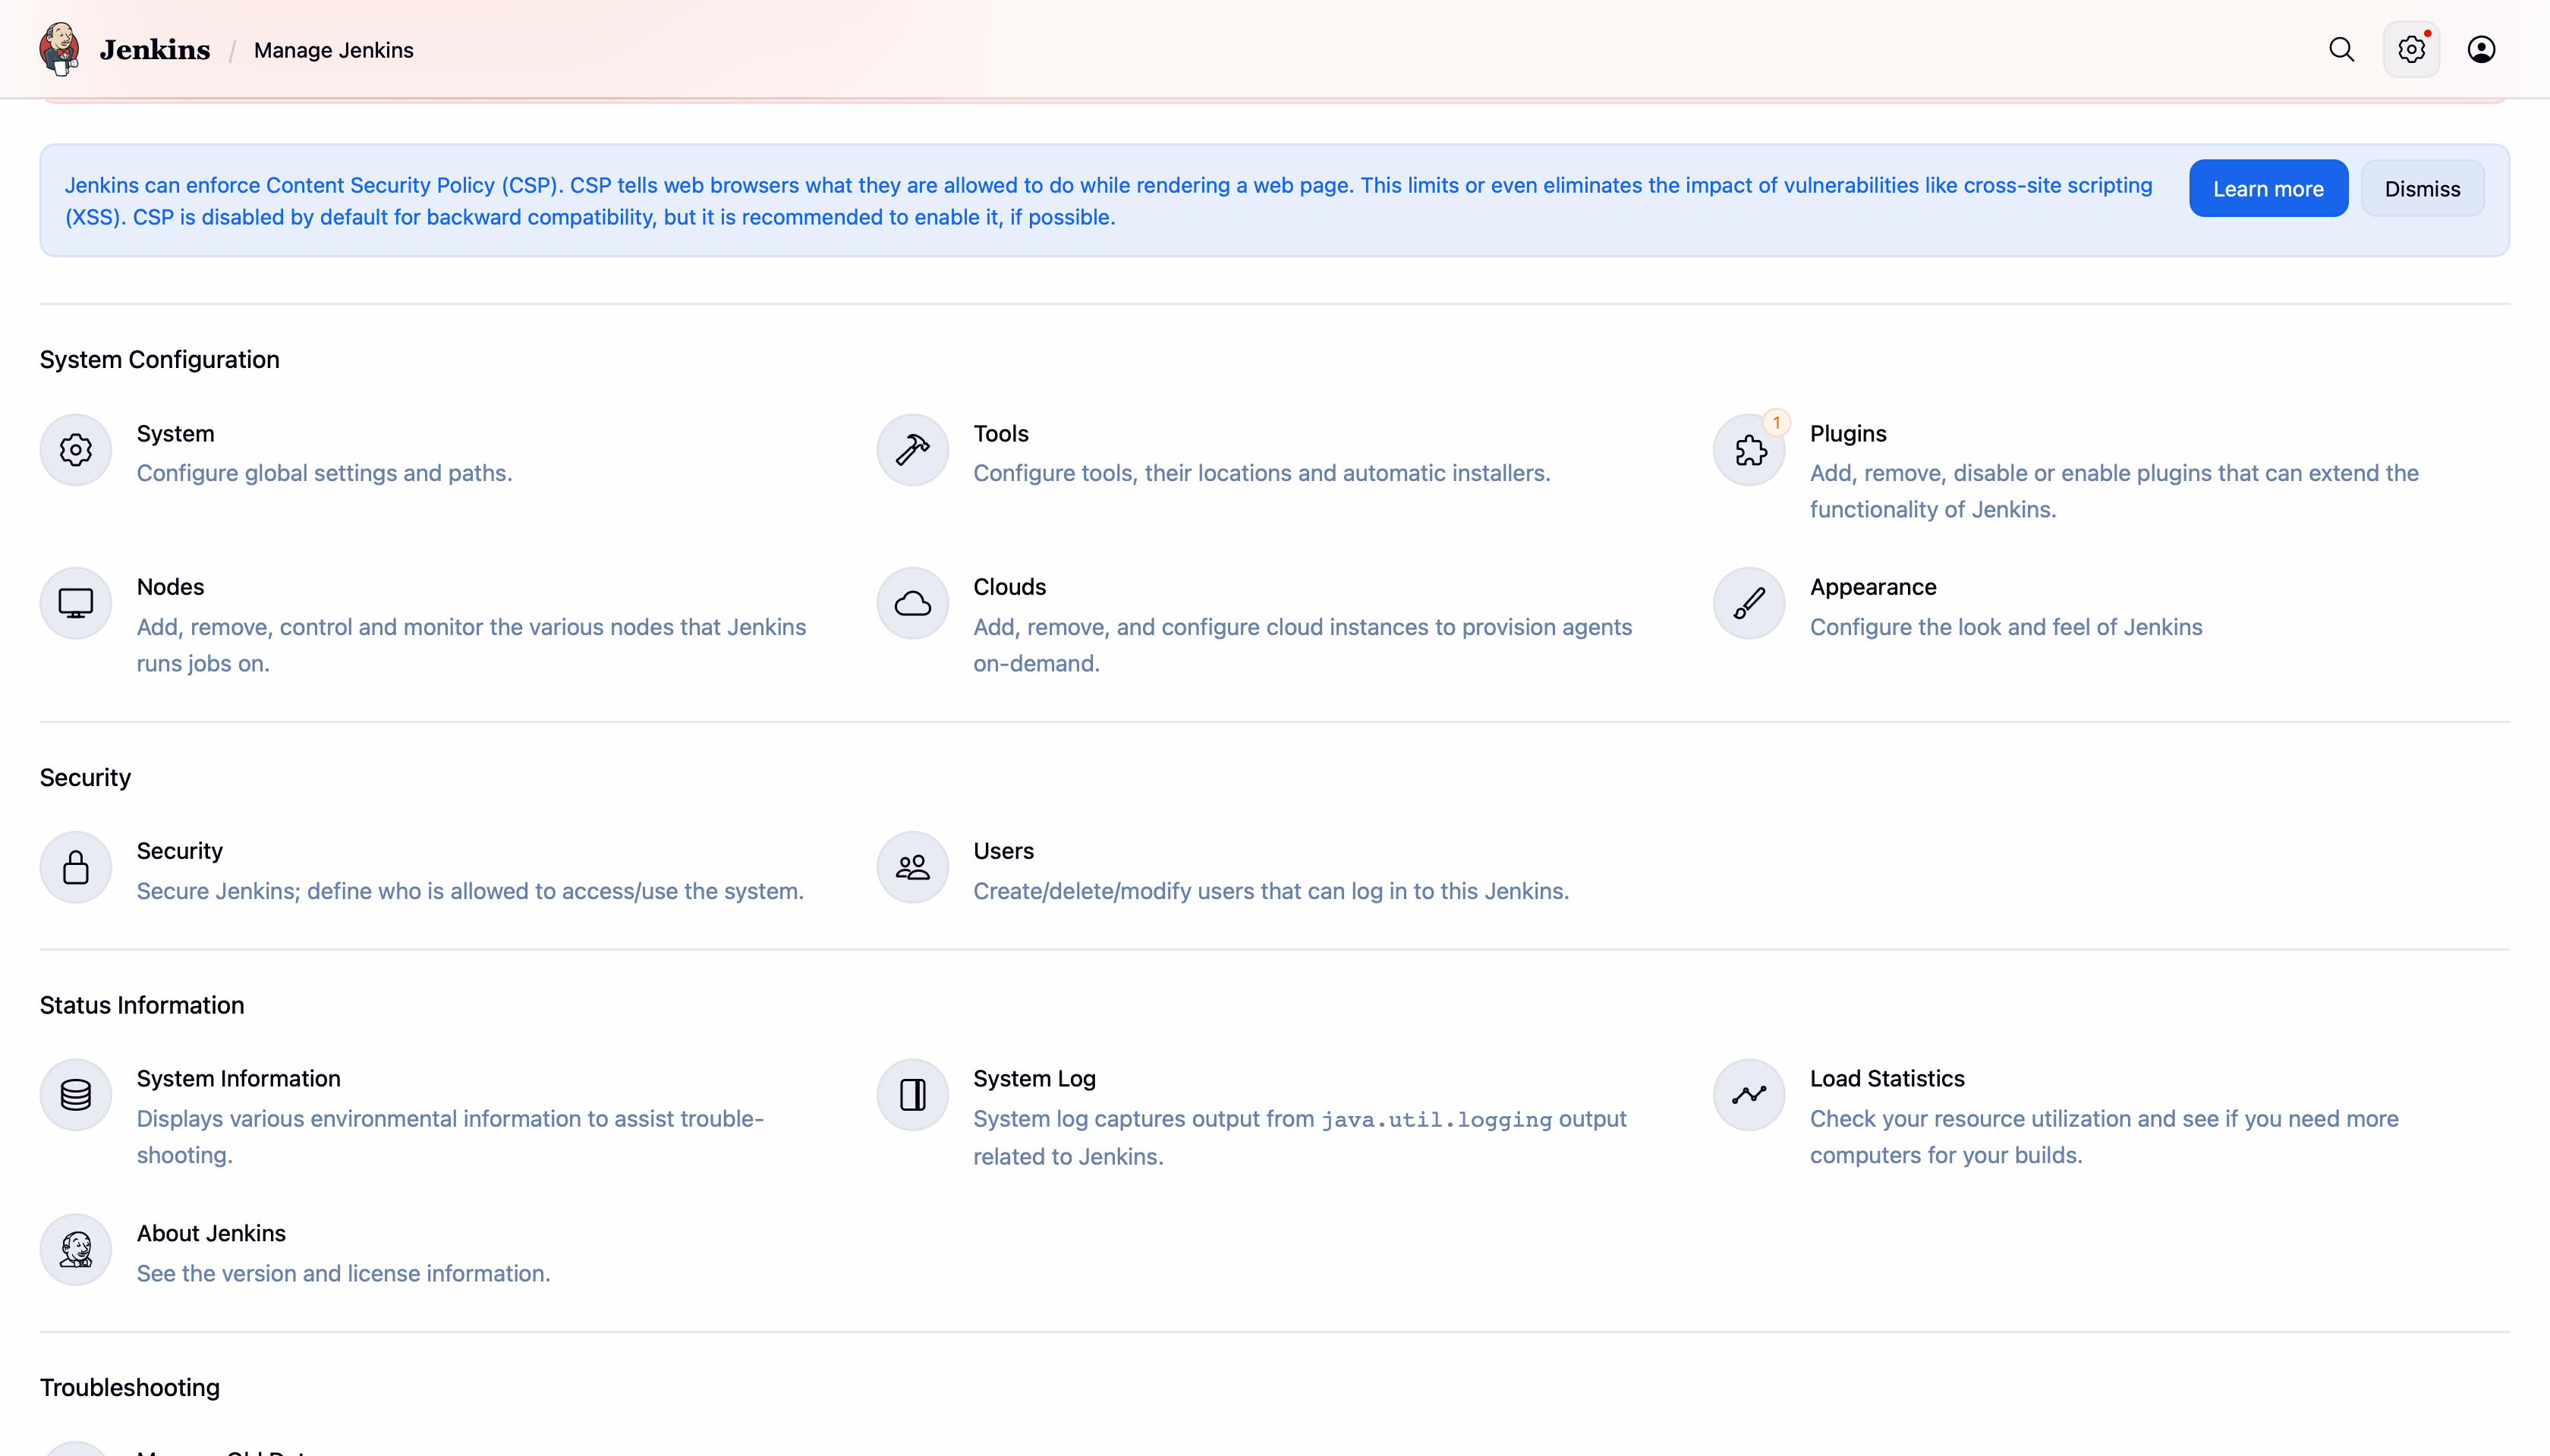 Jenkins / Manage Jenkins
Jenkins can enforce Content Security Policy (CSP). CSP tells web browsers what they are allowed to do while rendering a web page. This limits or even eliminates the impact of vulnerabilities like cross-site scripting
(XSS). CSP is disabled by default for backward compatibility, but it is recommended to enable it, if possible.
Learn more
Dismiss
System Configuration
System
Configure global settings and paths.
Tools
Configure tools, their locations and automatic installers.
1
Plugins
Add, remove, disable or enable plugins that can extend the
functionality of Jenkins.
Nodes
Add, remove, control and monitor the various nodes that Jenkins
runs jobs on.
Clouds
Add, remove, and configure cloud instances to provision agents
on-demand.
Appearance
Configure the look and feel of Jenkins
Security
Security
Secure Jenkins; define who is allowed to access/use the system.
Users
Create/delete/modify users that can log in to this Jenkins.
Status Information
System Information
Displays various environmental information to assist trouble-
shooting.
System Log
System log captures output from java.util.logging output
related to Jenkins.
Load Statistics
Check your resource utilization and see if you need more
computers for your builds.
About Jenkins
See the version and license information.
Troubleshooting